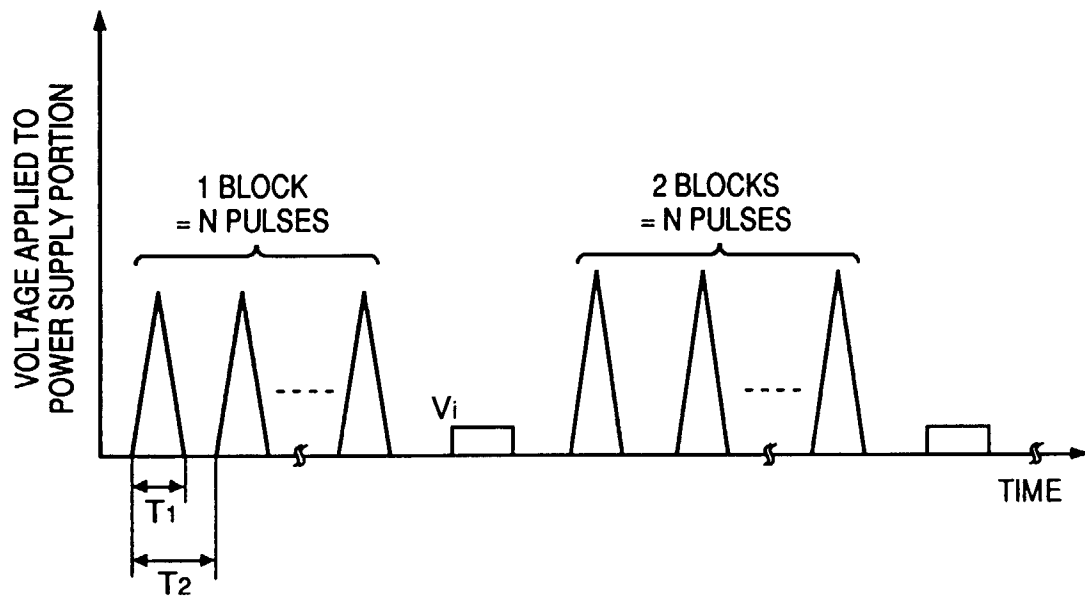 VOLTAGE APPLIED TO
POWER SUPPLY PORTION
1 BLOCK
= N PULSES
2 BLOCKS
= N PULSES
Vi
T1
T2
TIME